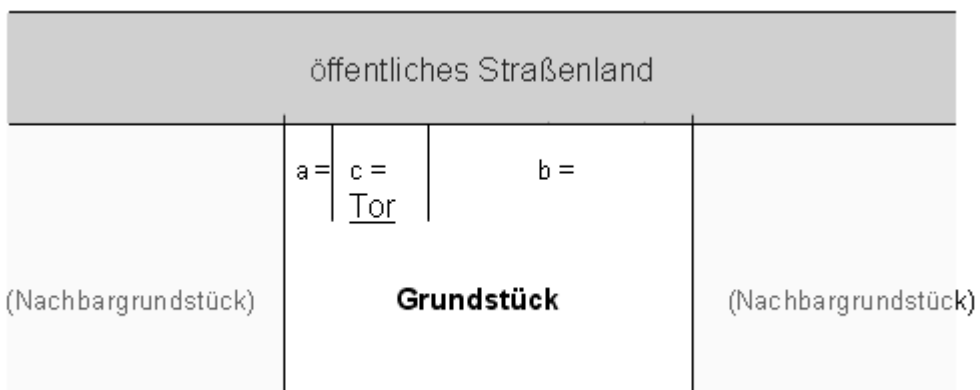 öffentliches Straßenland
a = c = b =
Tor
(Nachbargrundstück) Grundstück (Nachbargrundstück)